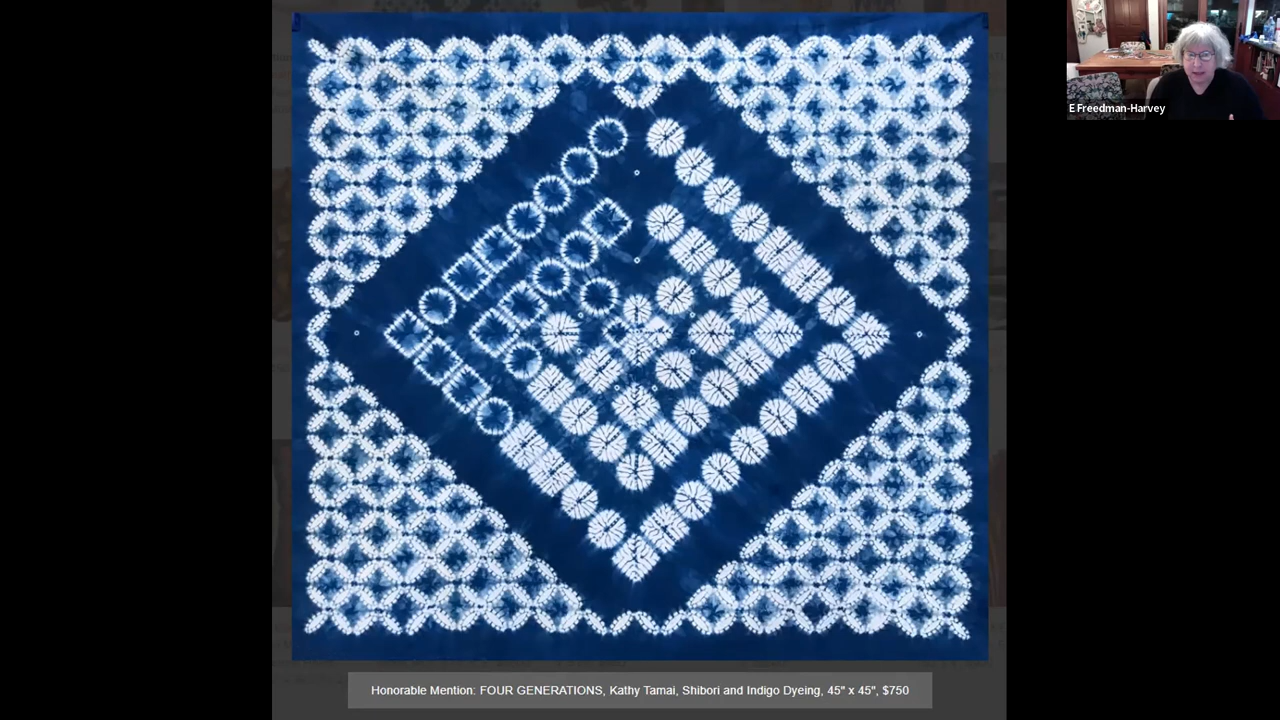 E Freedman-Harvey
Honorable Mention: FOUR GENERATIONS, Kathy Tamai, Shibori and Indigo Dyeing, 45" x 45", $750